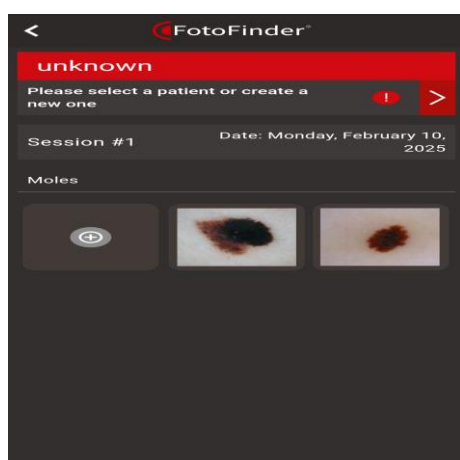 FotoFinder®
unknown
Please select a patient or create a
new one
!
Session #1
Date: Monday, February 10,
2025
Moles